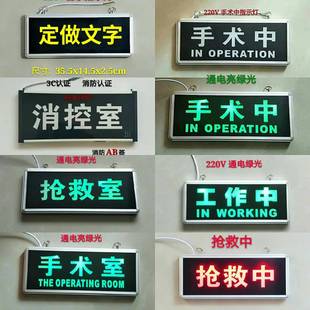 定做文字
尺寸:35.5x14.5x2.5cm
220V 手术中指示灯
手术中
IN OPERATION
3C认证 消防认证
消控室
消防AB签
通电亮绿光
手术中
IN OPERATION
通电亮绿光
抢救室
220V 通电亮绿光
工作中
IN WORKING
通电亮绿光
手术室
THE OPERATING ROOM
抢救中